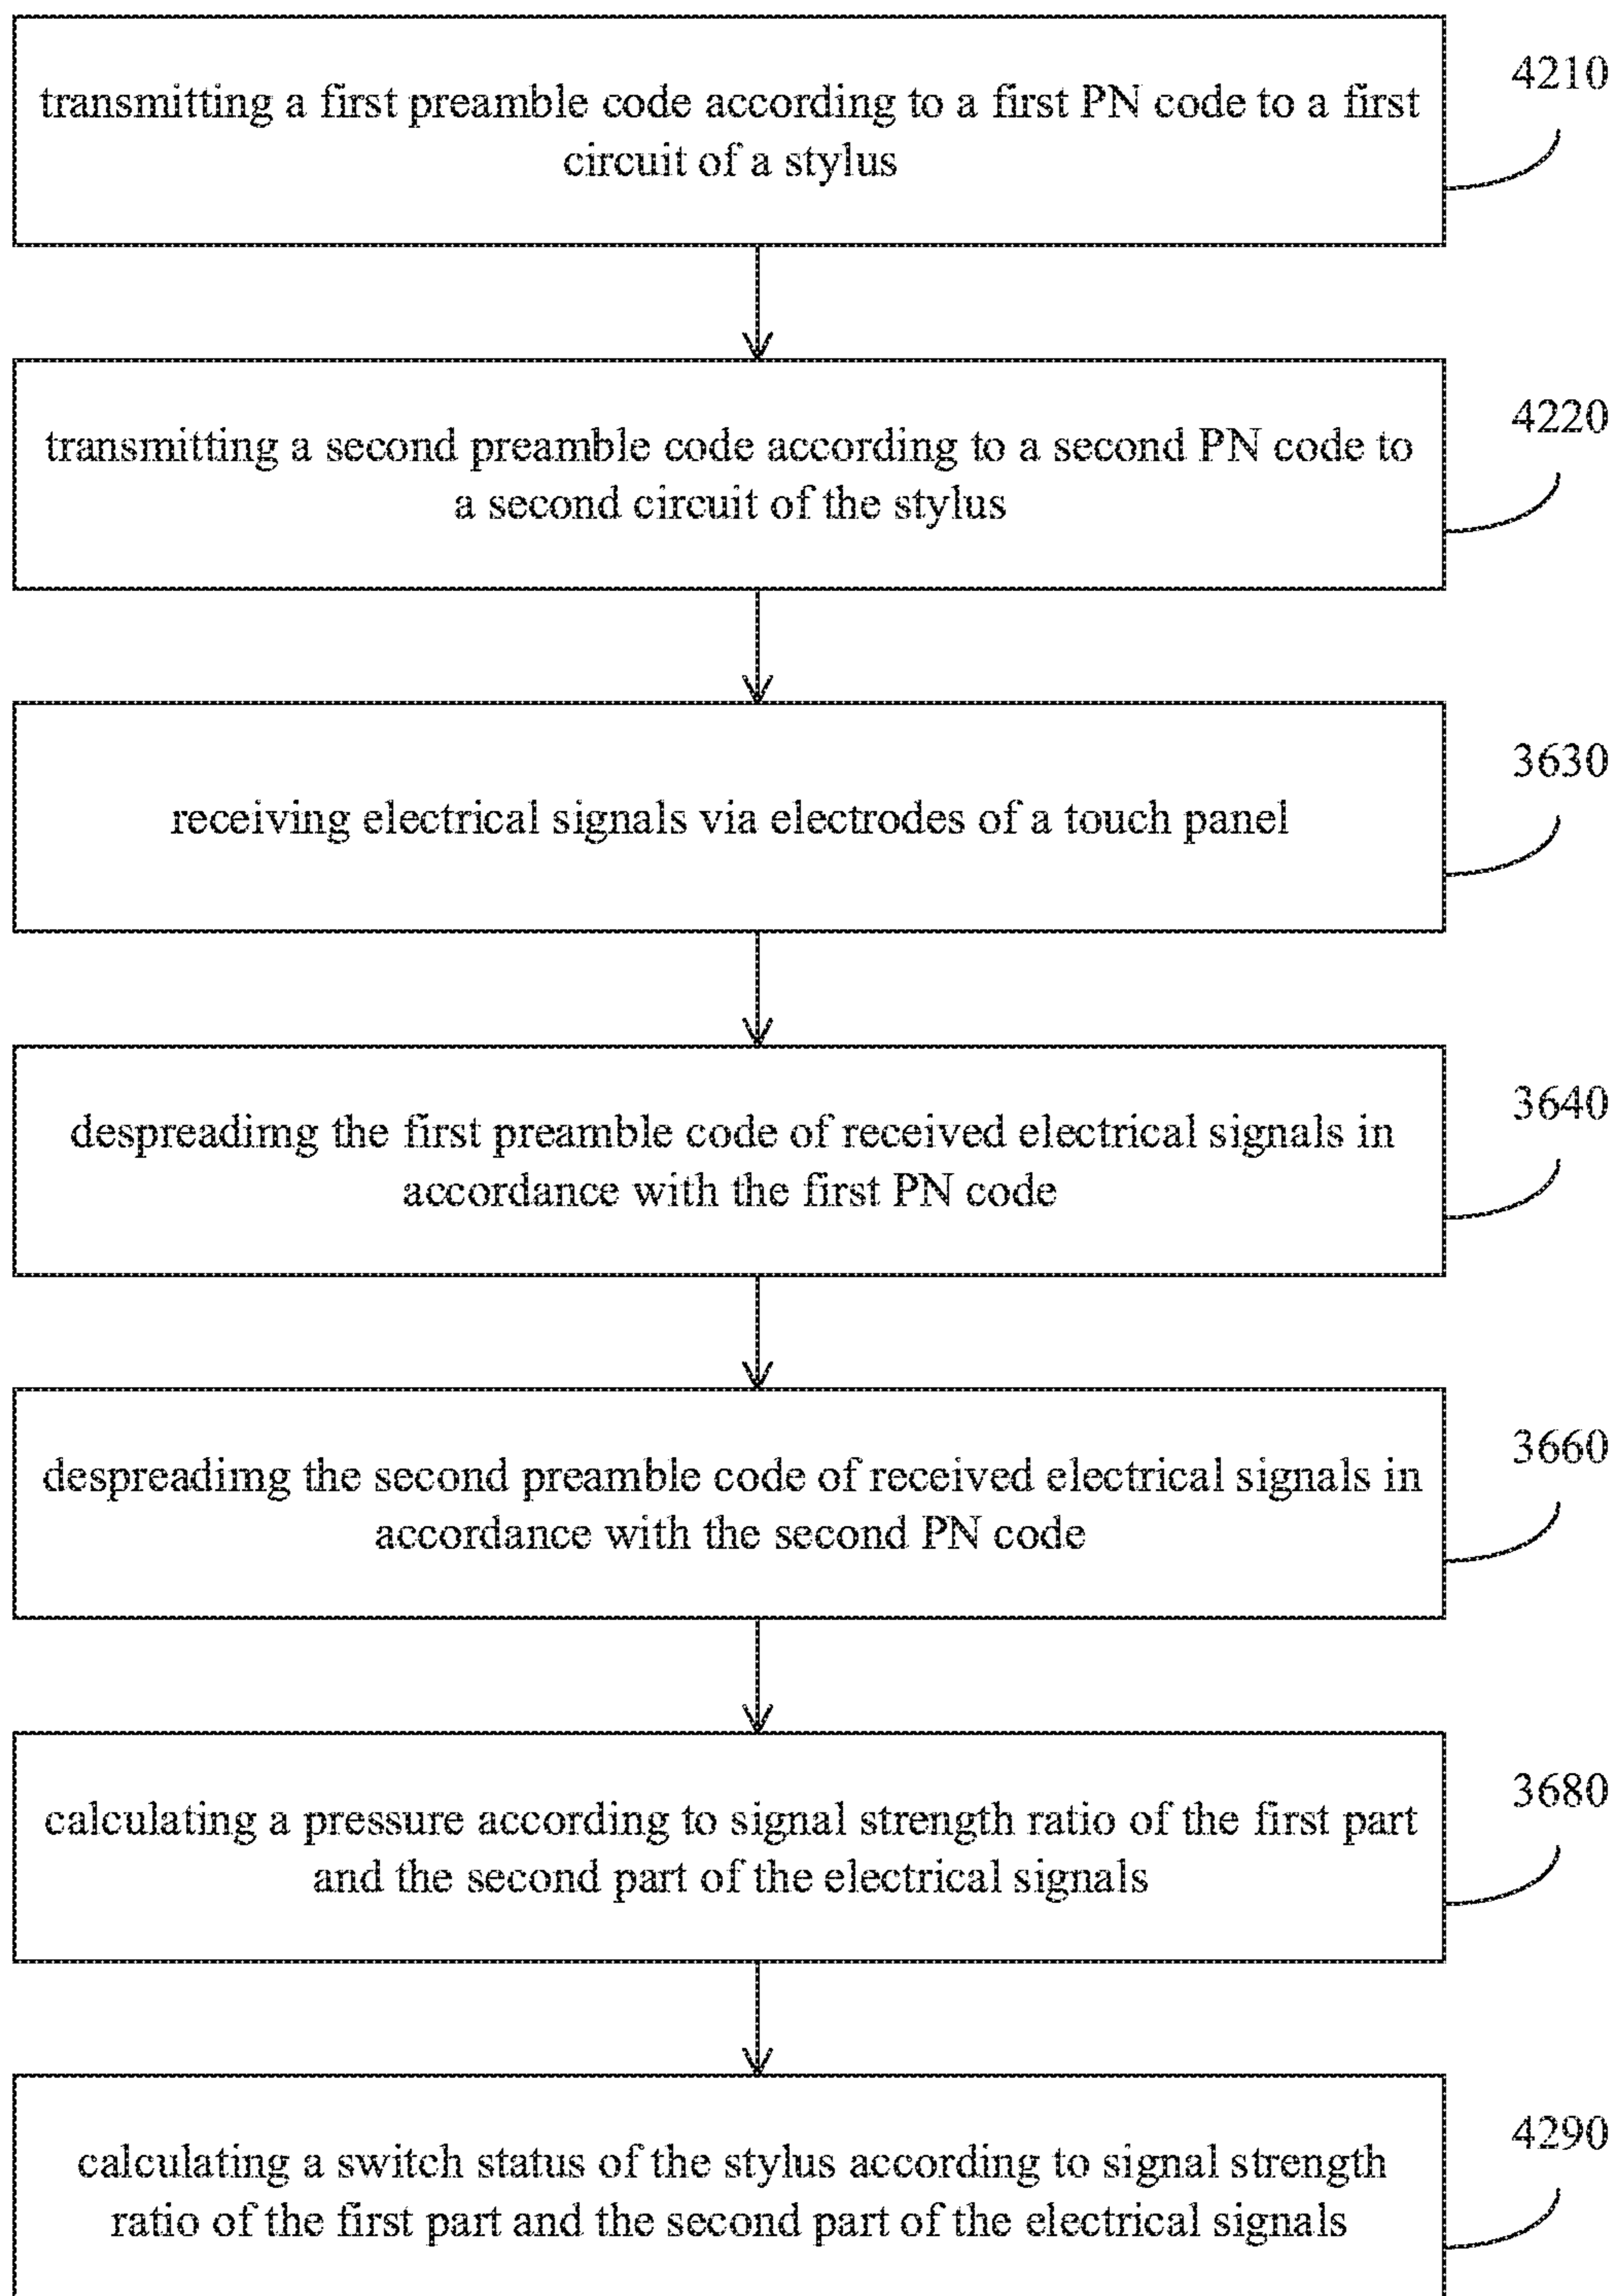 transmitting a first preamble code according to a first PN code to a first
circuit of a stylus
4210
transmitting a second preamble code according to a second PN code to
a second circuit of the stylus
4220
receiving electrical signals via electrodes of a touch panel
3630
despreadimg the first preamble code of received electrical signals in
accordance with the first PN code
3640
despreadimg the second preamble code of received electrical signals in
accordance with the second PN code
3660
calculating a pressure according to signal strength ratio of the first part
and the second part of the electrical signals
3680
calculating a switch status of the stylus according to signal strength
ratio of the first part and the second part of the electrical signals
4290